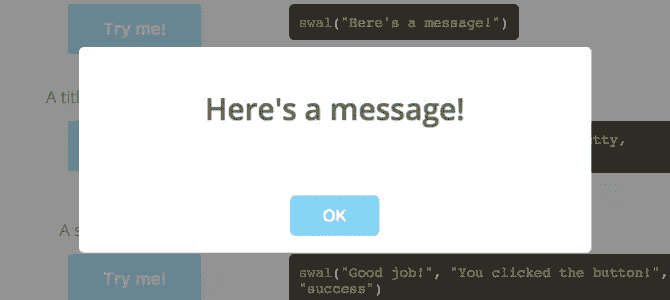 Try me!
swal("Here's a message!")
Here's a message!
A titl
tty,
OK
A s
Try me!
swal("Good job!", "You clicked the button!",
"success")